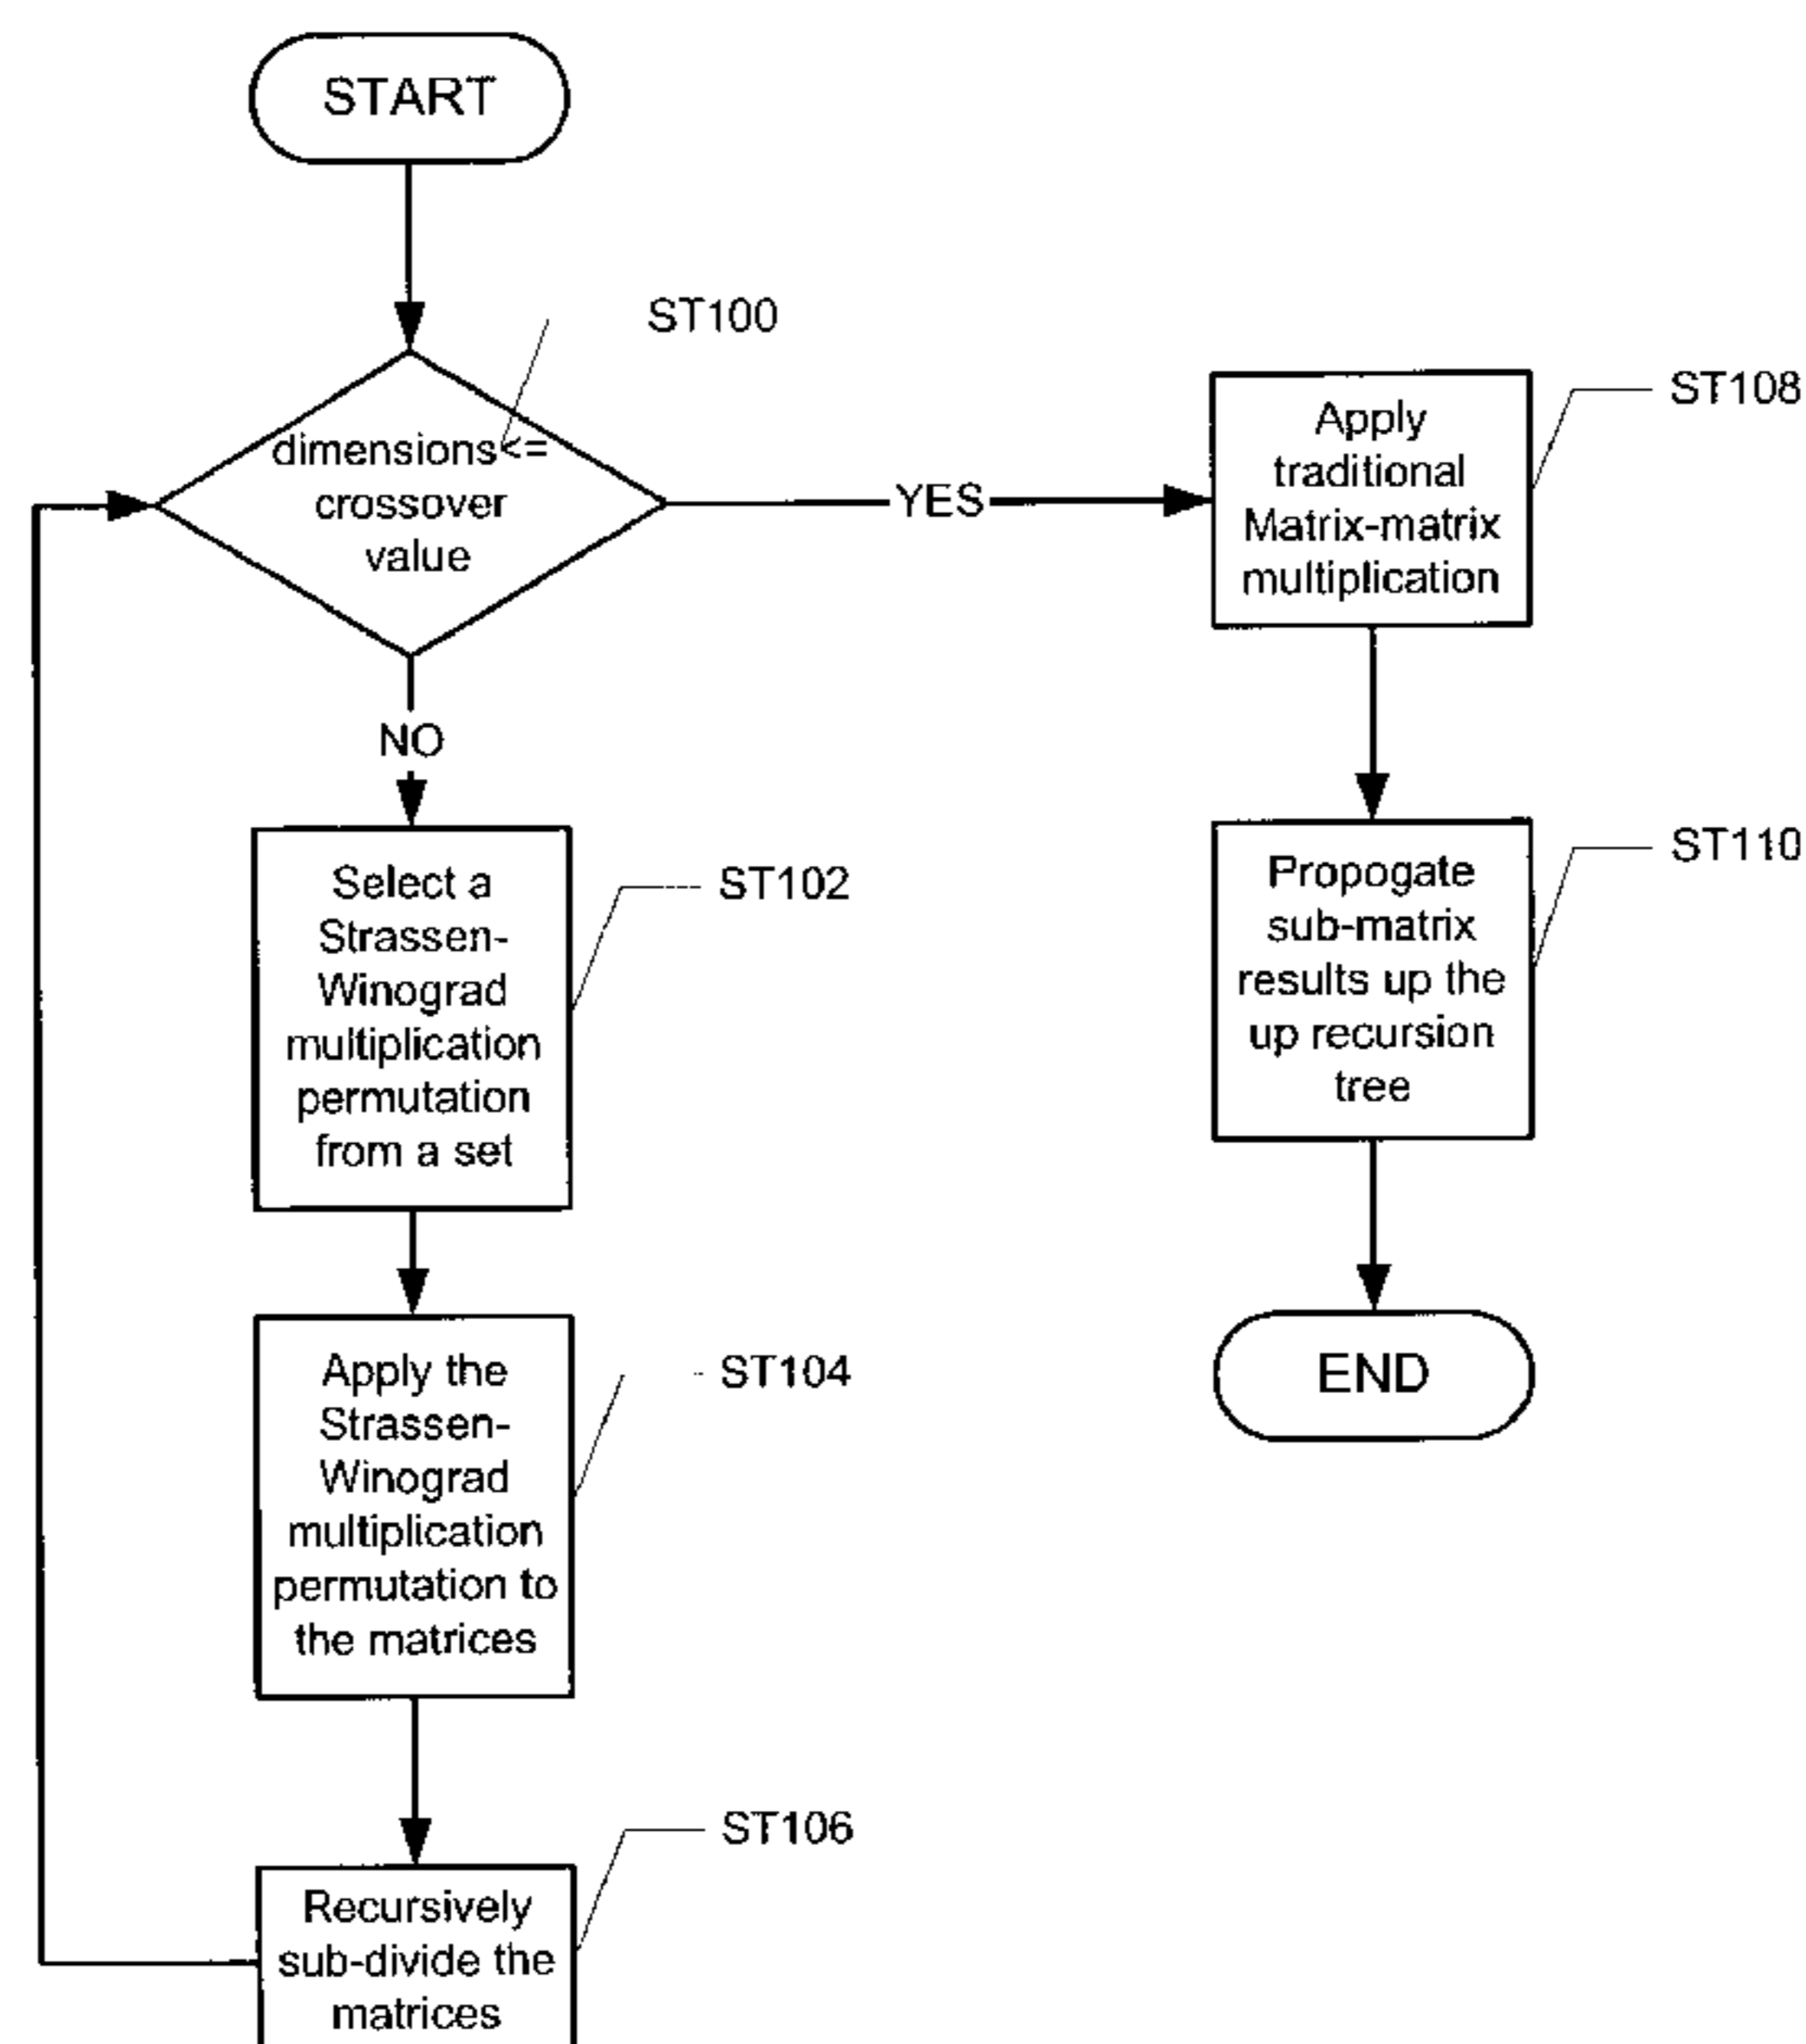 START
ST100
dimensions<=
crossover
value
YES
NO
Select a
Strassen-
Winograd
multiplication
permutation
from a set
ST102
Apply the
Strassen-
Winograd
multiplication
permutation to
the matrices
ST104
Recursively
sub-divide the
matrices
ST106
Apply
traditional
Matrix-matrix
multiplication
ST108
Propogate
sub-matrix
results up the
up recursion
tree
ST110
END